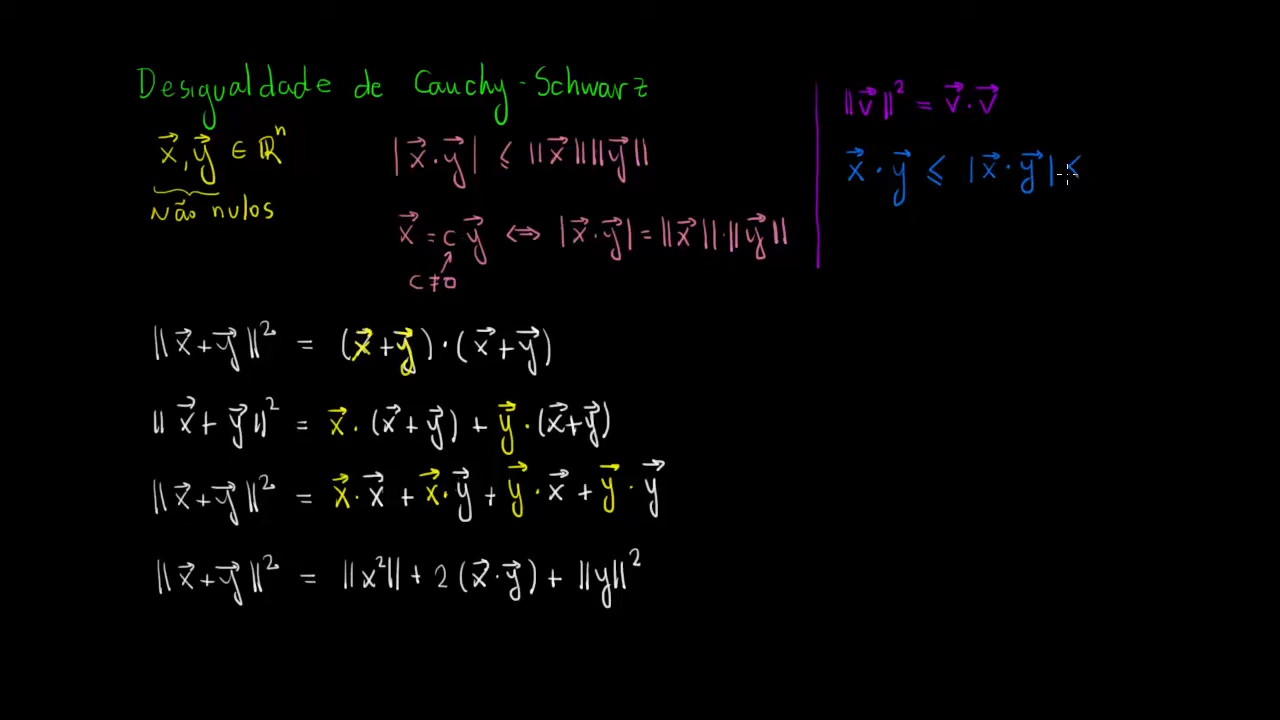 Desigualdade de Cauchy-Schwarz
x⃗, y⃗ ∈ ℝⁿ
Não nulos
|x⃗·y⃗| ≤ ||x⃗|| ||y⃗||
x⃗ = c y⃗ ⇔ |x⃗·y⃗| = ||x⃗||·||y⃗||
c≠0
||v⃗||² = v⃗·v⃗
x⃗·y⃗ ≤ |x⃗·y⃗| ≤
||x⃗+y⃗||² = (x⃗+y⃗)·(x⃗+y⃗)
||x⃗+y⃗||² = x⃗·(x⃗+y⃗) + y⃗·(x⃗+y⃗)
||x⃗+y⃗||² = x⃗·x⃗ + x⃗·y⃗ + y⃗·x⃗ + y⃗·y⃗
||x⃗+y⃗||² = ||x²|| + 2(x⃗·y⃗) + ||y||²